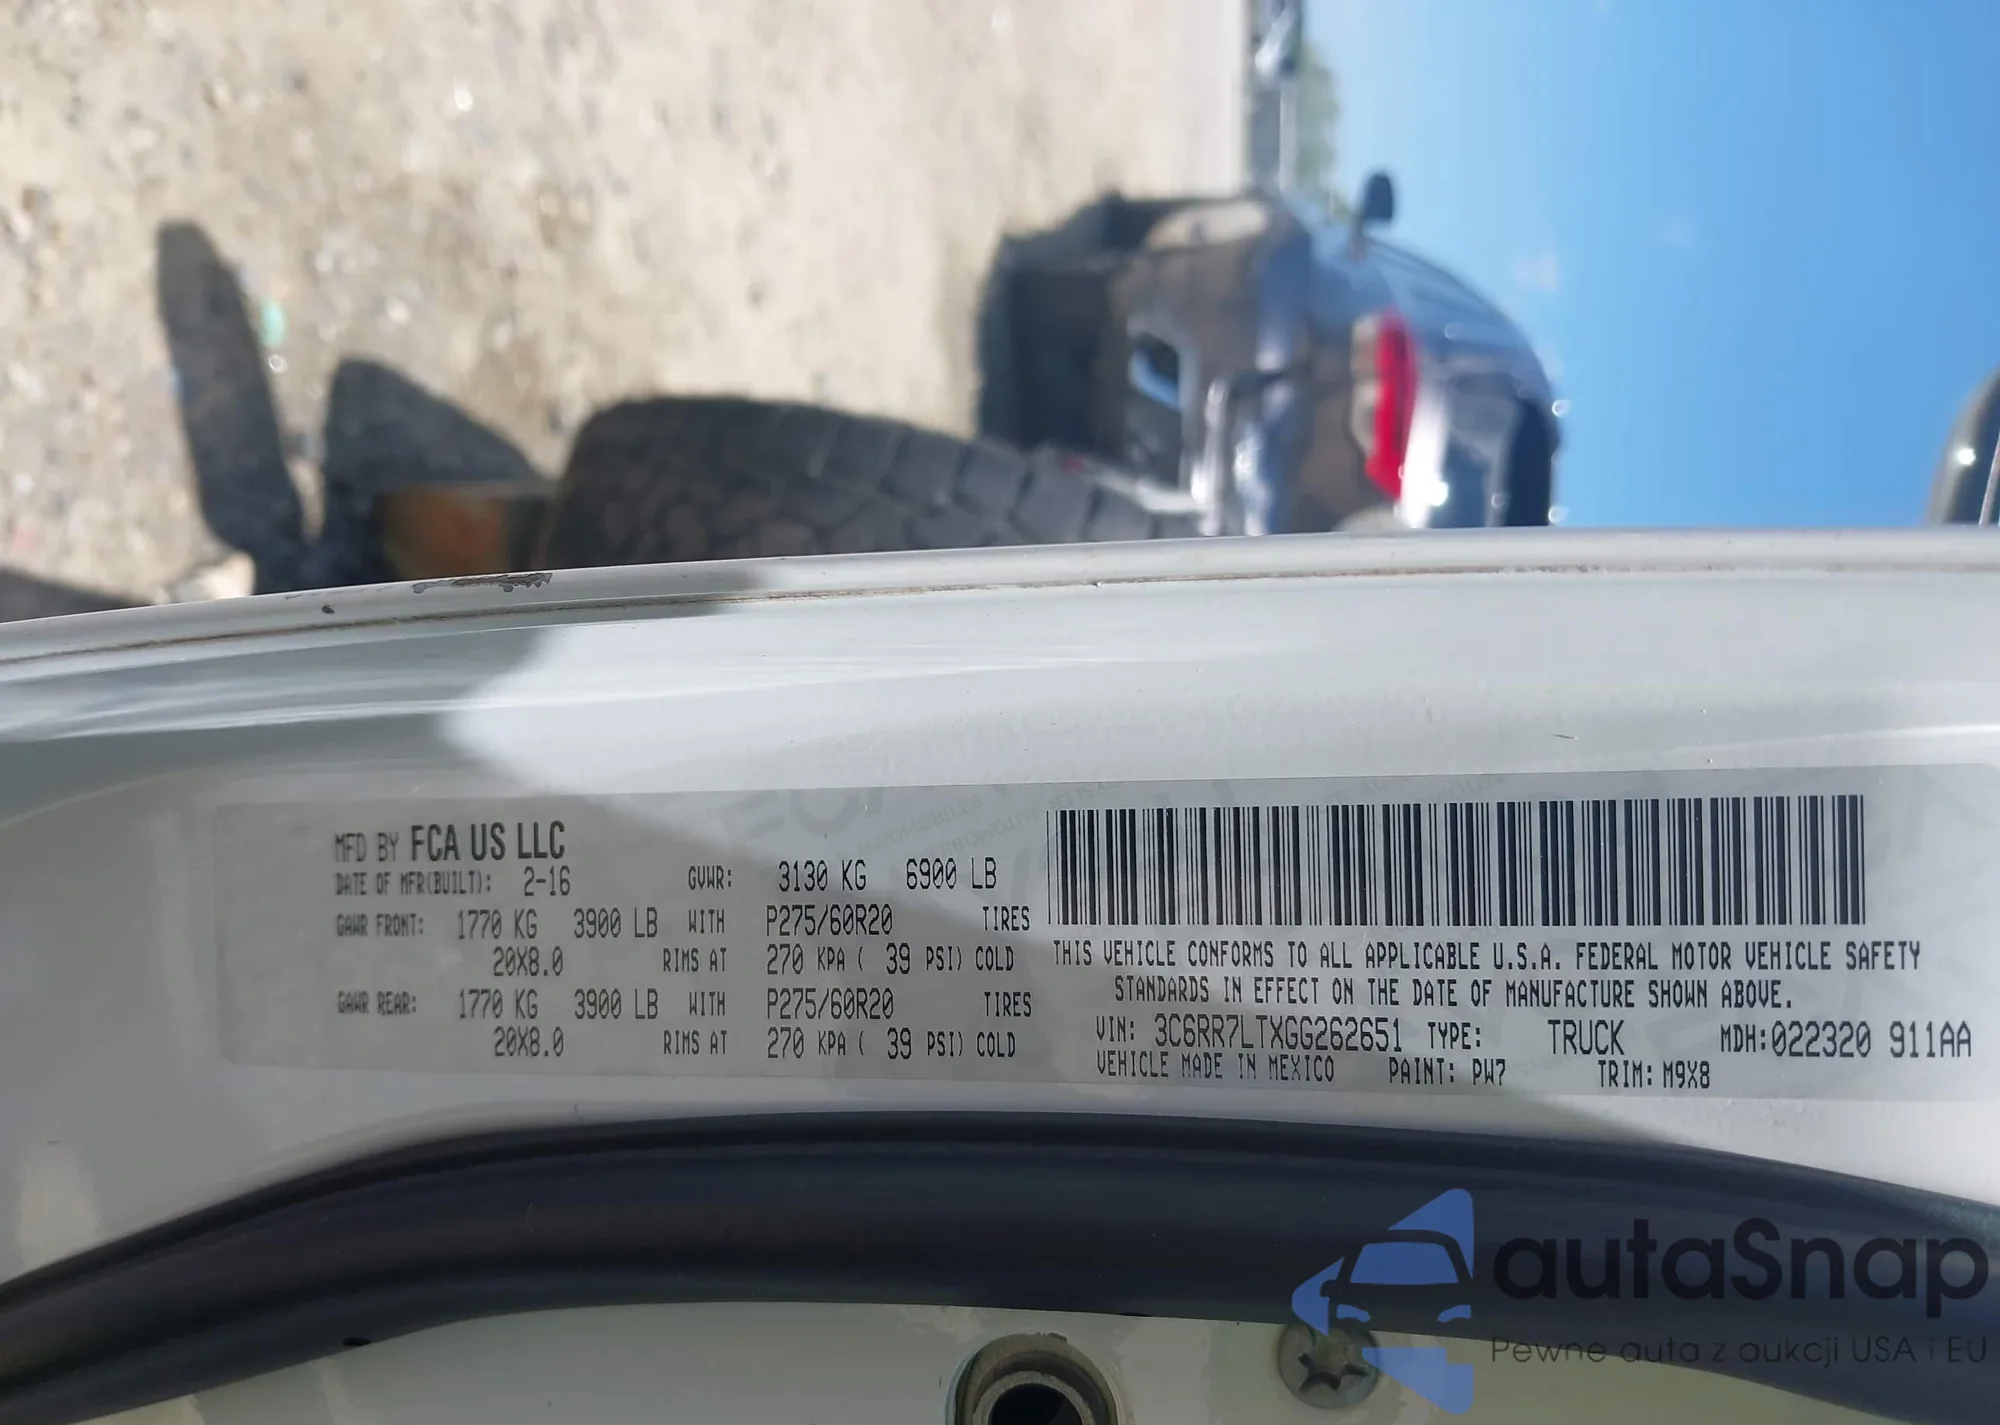 MFD BY FCA US LLC
DATE OF MFR(BUILT): 2-16 GVWR: 3130 KG 6900 LB
GAWR FRONT: 1770 KG 3900 LB WITH P275/60R20 TIRES
20X8.0 RIMS AT 270 KPA ( 39 PSI) COLD
GAWR REAR: 1770 KG 3900 LB WITH P275/60R20 TIRES
20X8.0 RIMS AT 270 KPA ( 39 PSI) COLD
THIS VEHICLE CONFORMS TO ALL APPLICABLE U.S.A. FEDERAL MOTOR VEHICLE SAFETY
STANDARDS IN EFFECT ON THE DATE OF MANUFACTURE SHOWN ABOVE.
VIN: 3C6RR7LTXGG262651 TYPE: TRUCK MDH:022320 911AA
VEHICLE MADE IN MEXICO PAINT: PW7 TRIM: M9X8
autaSnap
Pewne auta z aukcji USA i EU